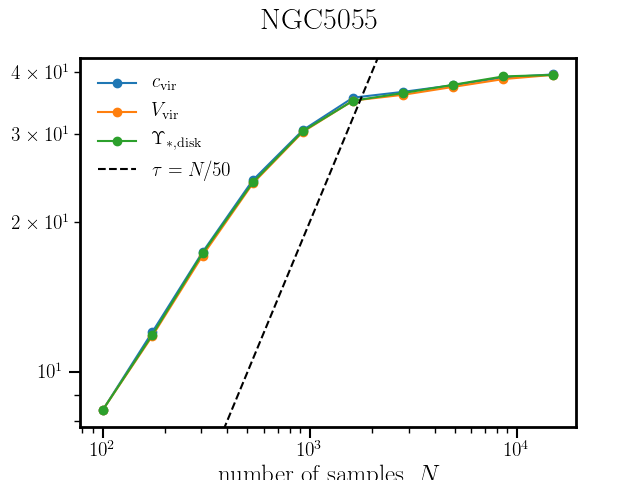 NGC5055
c_vir
V_vir
Υ_*,disk
τ = N/50
4 × 10¹
3 × 10¹
2 × 10¹
10¹
10² 10³ 10⁴
number of samples, N